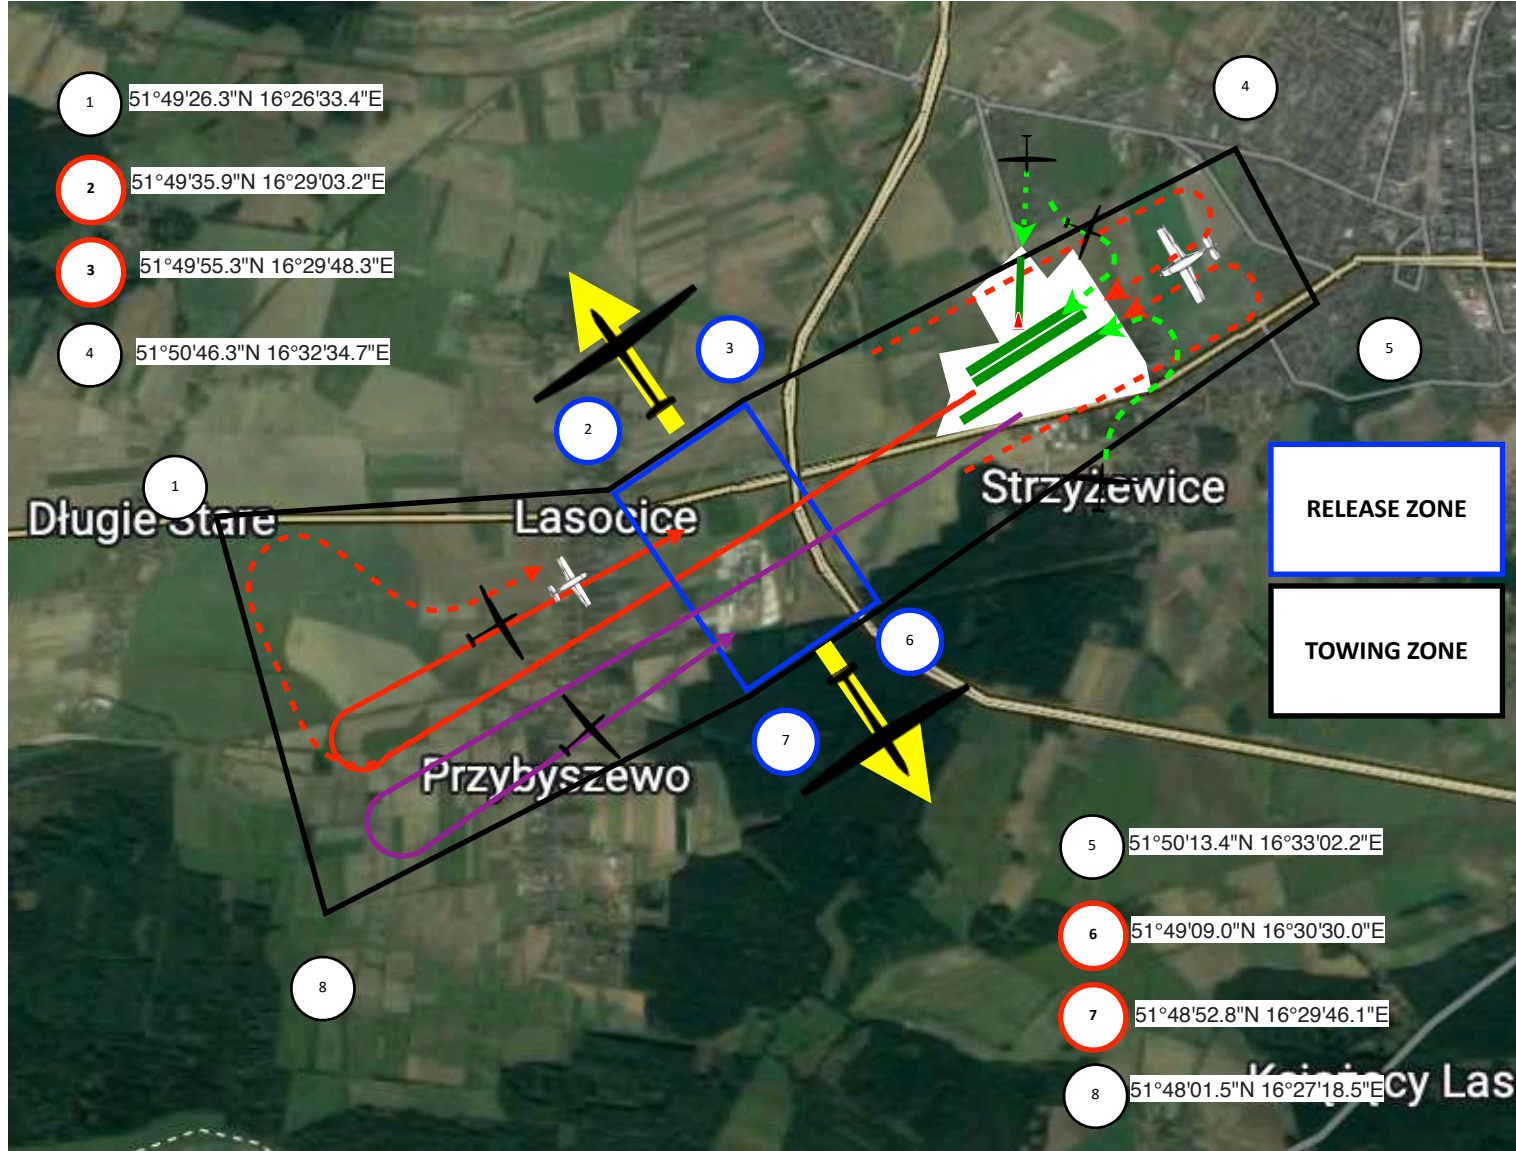 1 51°49'26.3"N 16°26'33.4"E
4
2 51°49'35.9"N 16°29'03.2"E
3 51°49'55.3"N 16°29'48.3"E
4 51°50'46.3"N 16°32'34.7"E
3
5
2
1
Długie Stare
Lasocice
Strzyżewice
RELEASE ZONE
6
TOWING ZONE
7
Przybyszewo
5 51°50'13.4"N 16°33'02.2"E
6 51°49'09.0"N 16°30'30.0"E
8
7 51°48'52.8"N 16°29'46.1"E
8 51°48'01.5"N 16°27'18.5"E
Książęcy Las